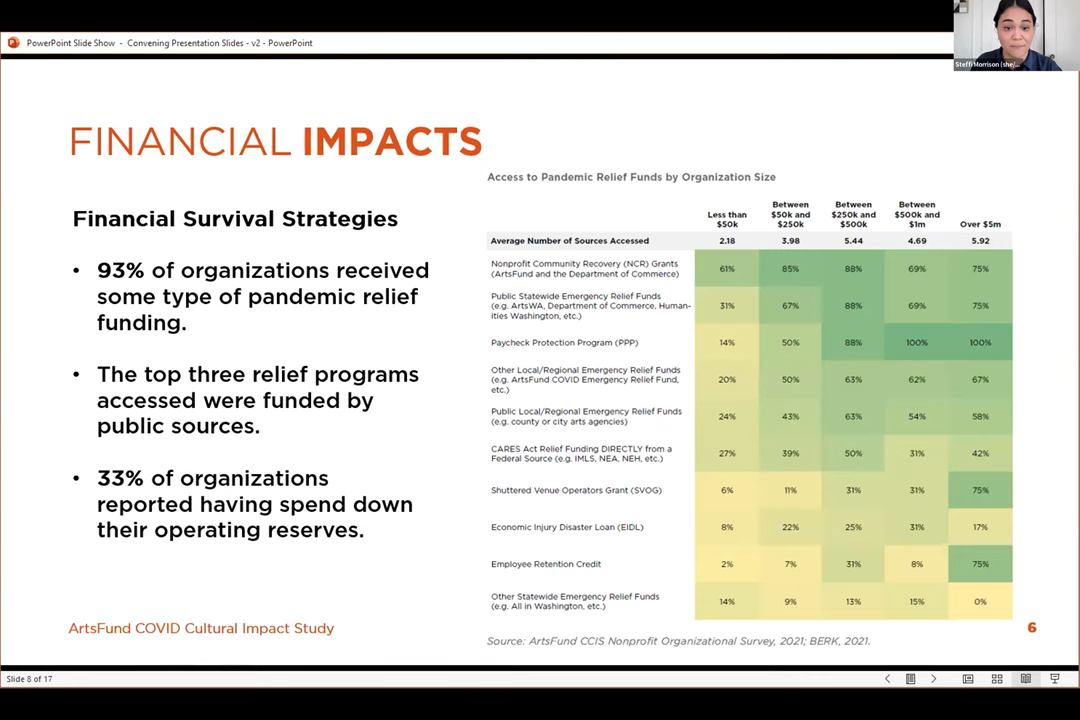 PowerPoint Slide Show - Convening Presentation Slides - v2 - PowerPoint
Steffi Morrison (she/...
FINANCIAL IMPACTS
Financial Survival Strategies
• 93% of organizations received
some type of pandemic relief
funding.
• The top three relief programs
accessed were funded by
public sources.
• 33% of organizations
reported having spend down
their operating reserves.
ArtsFund COVID Cultural Impact Study
Access to Pandemic Relief Funds by Organization Size
Less than $50k Between $50k and $250k Between $250k and $500k Between $500k and $1m Over $5m
Average Number of Sources Accessed 2.18 3.98 5.44 4.69 5.92
Nonprofit Community Recovery (NCR) Grants
(ArtsFund and the Department of Commerce) 61% 85% 88% 69% 75%
Public Statewide Emergency Relief Funds
(e.g. ArtsWA, Department of Commerce, Human-
ities Washington, etc.) 31% 67% 88% 69% 75%
Paycheck Protection Program (PPP) 14% 50% 88% 100% 100%
Other Local/Regional Emergency Relief Funds
(e.g. ArtsFund COVID Emergency Relief Fund,
etc.) 20% 50% 63% 62% 67%
Public Local/Regional Emergency Relief Funds
(e.g. county or city arts agencies) 24% 43% 63% 54% 58%
CARES Act Relief Funding DIRECTLY from a
Federal Source (e.g. IMLS, NEA, NEH, etc.) 27% 39% 50% 31% 42%
Shuttered Venue Operators Grant (SVOG) 6% 11% 31% 31% 75%
Economic Injury Disaster Loan (EIDL) 8% 22% 25% 31% 17%
Employee Retention Credit 2% 7% 31% 8% 75%
Other Statewide Emergency Relief Funds
(e.g. All in Washington, etc.) 14% 9% 13% 15% 0%
Source: ArtsFund CCIS Nonprofit Organizational Survey, 2021; BERK, 2021.
6
Slide 8 of 17